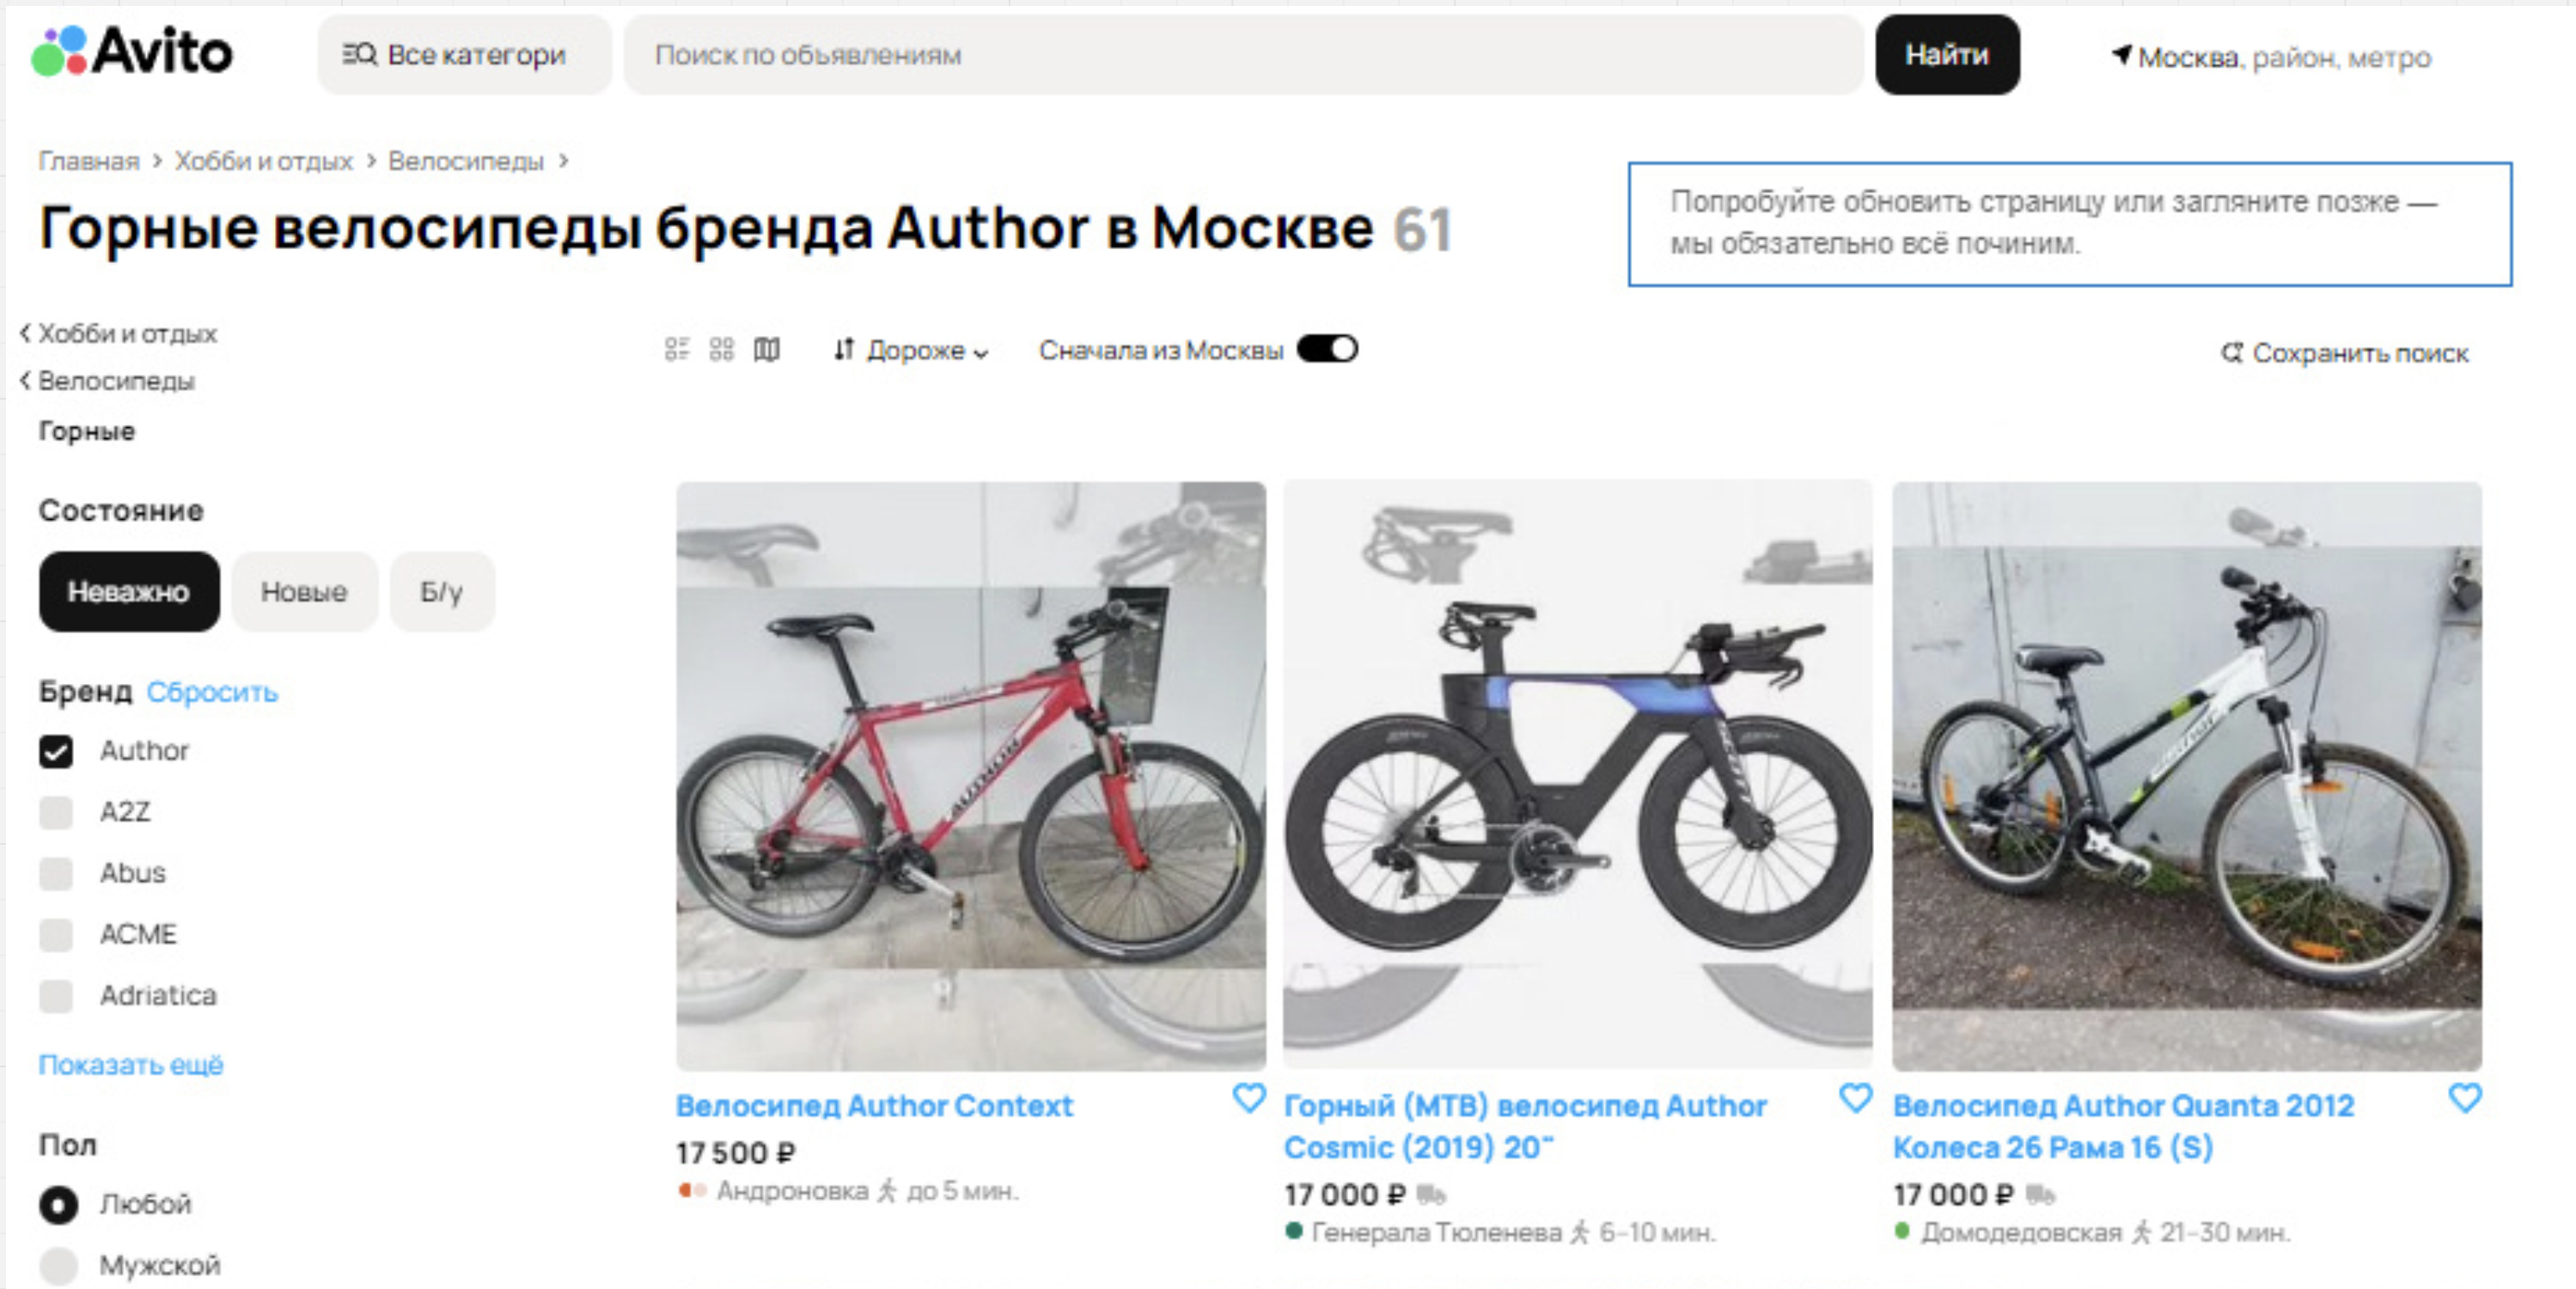 Avito
Все категори
Поиск по объявлениям
Найти
Москва, район, метро
Главная > Хобби и отдых > Велосипеды >
Горные велосипеды бренда Author в Москве 61
Попробуйте обновить страницу или загляните позже —
мы обязательно всё починим.
Хобби и отдых
Велосипеды
Горные
Дороже
Сначала из Москвы
Сохранить поиск
Состояние
Неважно
Новые
Б/у
Бренд Сбросить
Author
A2Z
Abus
ACME
Adriatica
Показать ещё
Пол
Любой
Мужской
AUTHOR
Велосипед Author Context
17 500 ₽
Андроновка до 5 мин.
Горный (MTB) велосипед Author
Cosmic (2019) 20"
17 000 ₽
Генерала Тюленева 6–10 мин.
Велосипед Author Quanta 2012
Колеса 26 Рама 16 (S)
17 000 ₽
Домодедовская 21–30 мин.